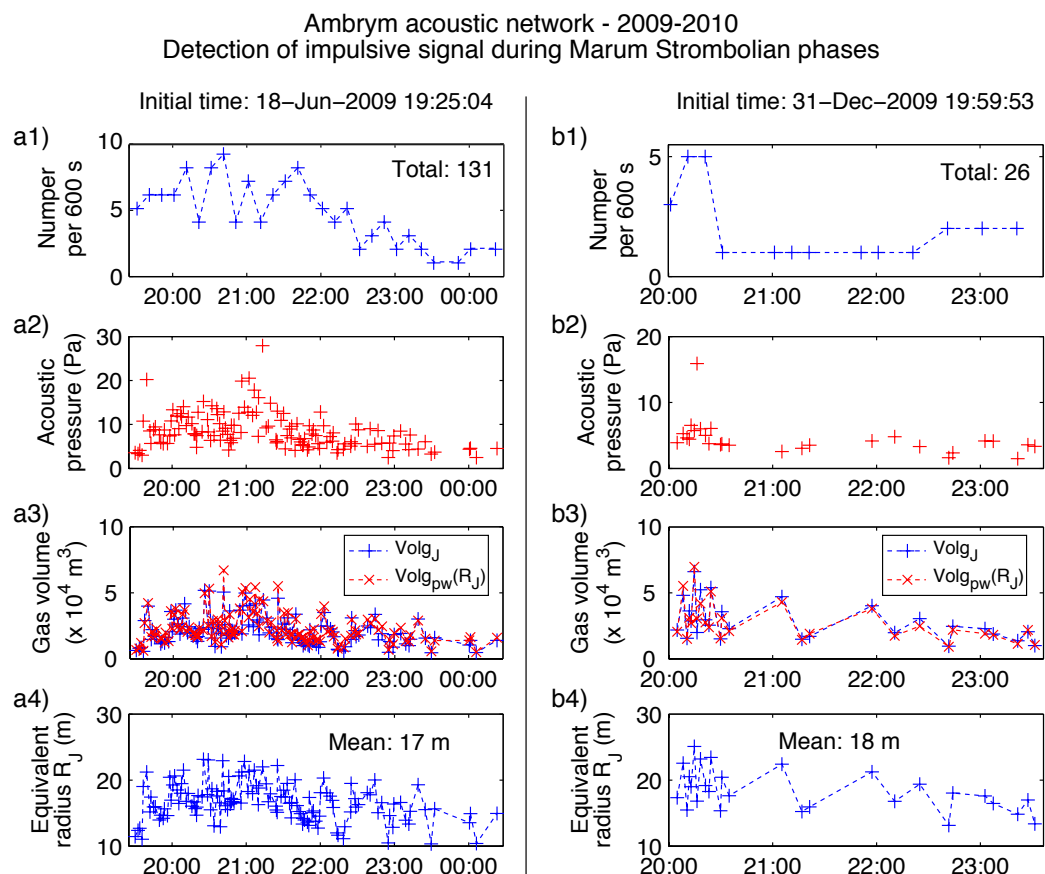 Ambrym acoustic network - 2009-2010
Detection of impulsive signal during Marum Strombolian phases
Initial time: 18-Jun-2009 19:25:04
a1)
Numper
per 600 s
10
5
0
Total: 131
20:00 21:00 22:00 23:00 00:00
a2)
Acoustic
pressure (Pa)
30
20
10
0
20:00 21:00 22:00 23:00 00:00
a3)
Gas volume
(x 10⁴ m³)
10
5
0
Volg_J
Volg_pw(R_J)
20:00 21:00 22:00 23:00 00:00
a4)
Equivalent
radius R_J (m)
30
20
10
Mean: 17 m
20:00 21:00 22:00 23:00 00:00
Initial time: 31-Dec-2009 19:59:53
b1)
Numper
per 600 s
5
0
Total: 26
20:00 21:00 22:00 23:00
b2)
Acoustic
pressure (Pa)
20
10
0
20:00 21:00 22:00 23:00
b3)
Gas volume
(x 10⁴ m³)
10
5
0
Volg_J
Volg_pw(R_J)
20:00 21:00 22:00 23:00
b4)
Equivalent
radius R_J (m)
30
20
10
Mean: 18 m
20:00 21:00 22:00 23:00